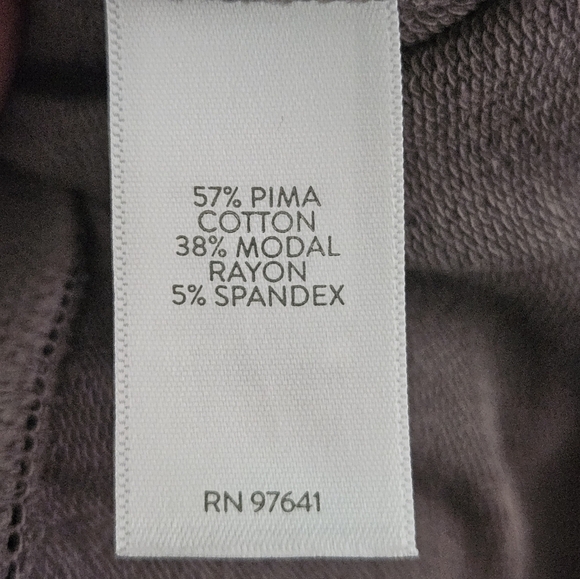 57% PIMA
COTTON
38% MODAL
RAYON
5% SPANDEX
RN 97641